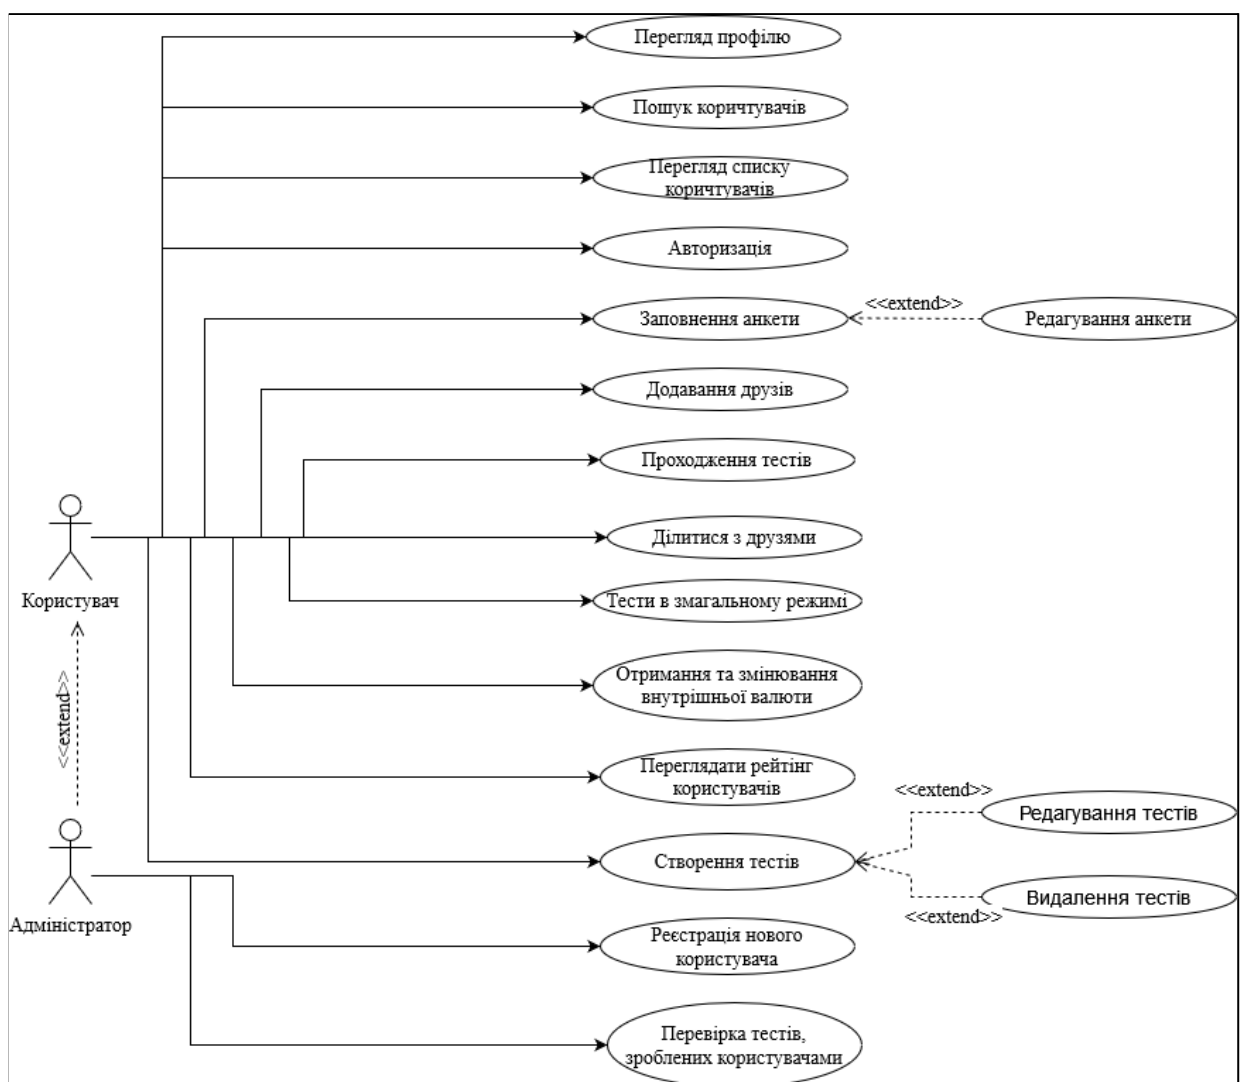 Перегляд профілю
Пошук коричтувачів
Перегляд списку
коричтувачів
Авторизація
<<extend>>
Заповнення анкети
Редагування анкети
Додавання друзів
Проходження тестів
Ділитися з друзями
Користувач
Тести в змагальному режимі
<<extend>>
Отримання та змінювання
внутрішньої валюти
Переглядати рейтінг
користувачів
<<extend>>
Редагування тестів
Створення тестів
Видалення тестів
<<extend>>
Адміністратор
Реєстрація нового
користувача
Перевірка тестів,
зроблених користувачами